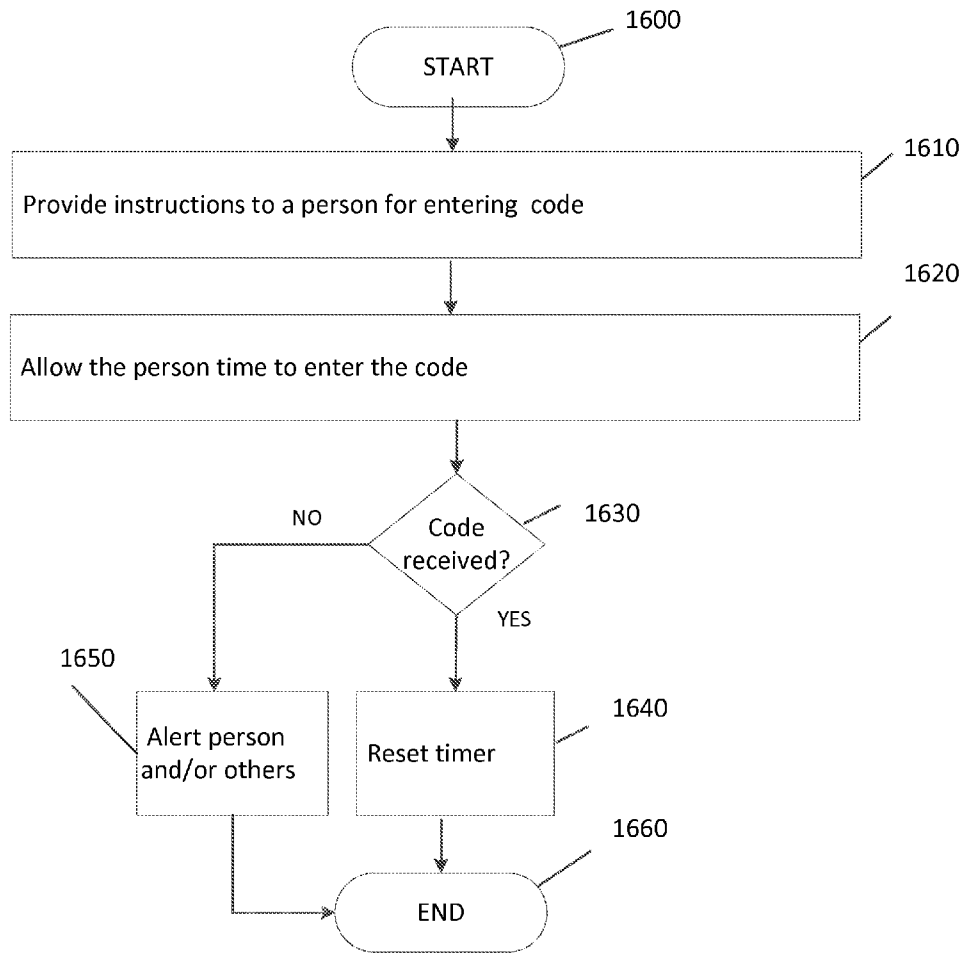 1600
START
1610
Provide instructions to a person for entering code
1620
Allow the person time to enter the code
NO
Code
received?
1630
YES
1650
Alert person
and/or others
Reset timer
1640
1660
END